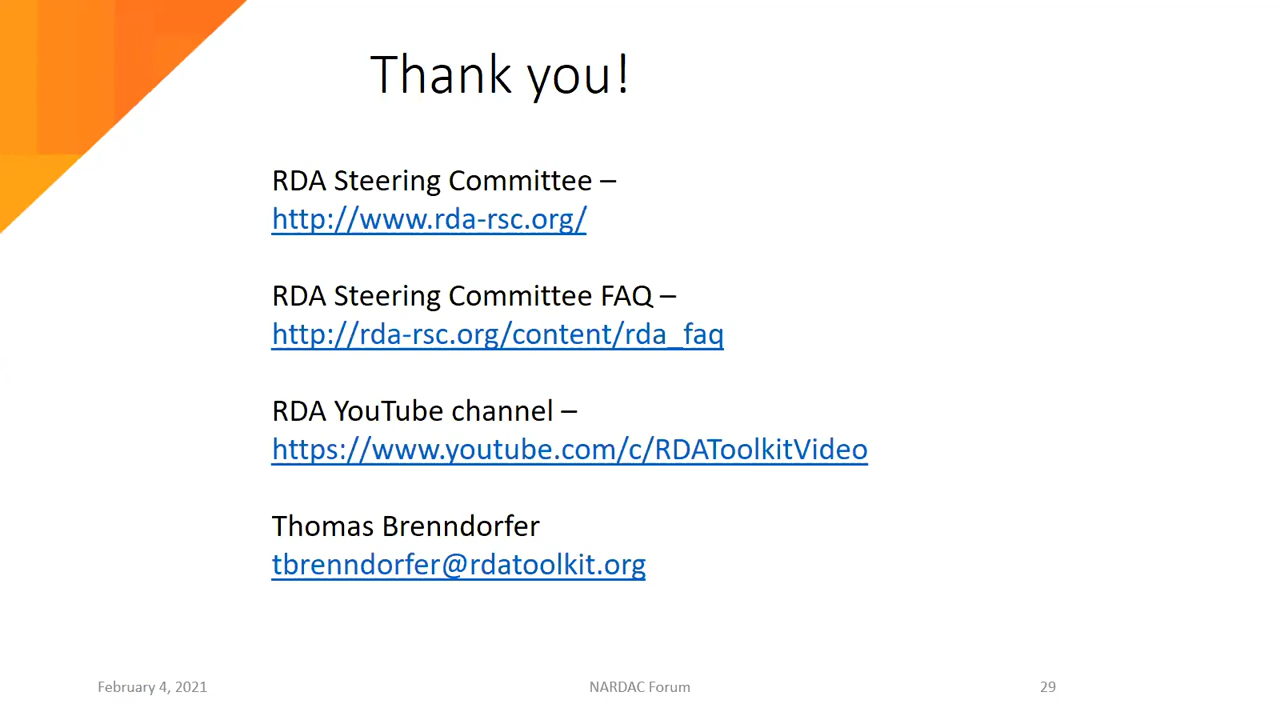 Thank you!
RDA Steering Committee –
http://www.rda-rsc.org/
RDA Steering Committee FAQ –
http://rda-rsc.org/content/rda_faq
RDA YouTube channel –
https://www.youtube.com/c/RDAToolkitVideo
Thomas Brenndorfer
tbrenndorfer@rdatoolkit.org
February 4, 2021
NARDAC Forum
29